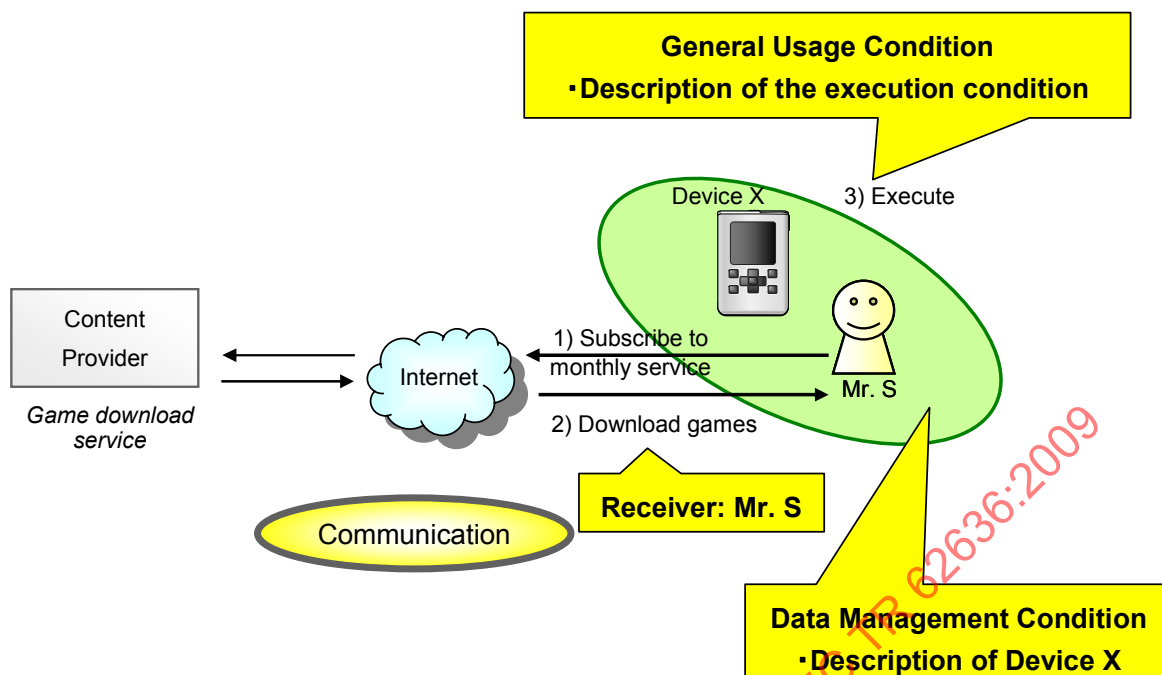 General Usage Condition
・Description of the execution condition
Device X
3) Execute
Content
Provider
Game download
service
Internet
1) Subscribe to
monthly service
2) Download games
Mr. S
Receiver: Mr. S
Communication
Data Management Condition
・Description of Device X
TR 62636:2009